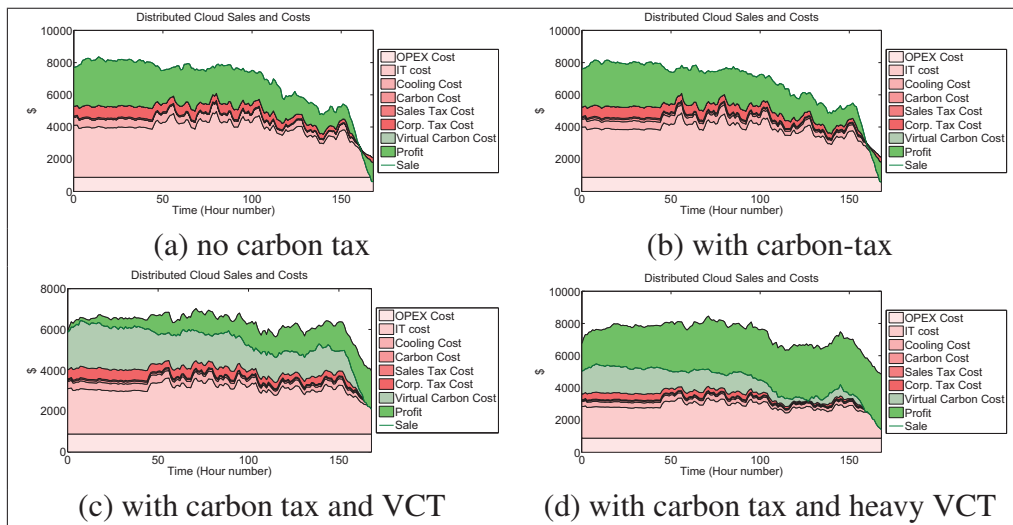 Distributed Cloud Sales and Costs
10000
8000
6000
4000
2000
0
$
0 50 100 150
Time (Hour number)
OPEX Cost
IT cost
Cooling Cost
Carbon Cost
Sales Tax Cost
Corp. Tax Cost
Virtual Carbon Cost
Profit
Sale
(a) no carbon tax
Distributed Cloud Sales and Costs
10000
8000
6000
4000
2000
0
$
0 50 100 150
Time (Hour number)
OPEX Cost
IT cost
Cooling Cost
Carbon Cost
Sales Tax Cost
Corp. Tax Cost
Virtual Carbon Cost
Profit
Sale
(b) with carbon-tax
Distributed Cloud Sales and Costs
8000
6000
4000
2000
0
$
0 50 100 150
Time (Hour number)
OPEX Cost
IT cost
Cooling Cost
Carbon Cost
Sales Tax Cost
Corp. Tax Cost
Virtual Carbon Cost
Profit
Sale
(c) with carbon tax and VCT
Distributed Cloud Sales and Costs
10000
8000
6000
4000
2000
0
$
0 50 100 150
Time (Hour number)
OPEX Cost
IT cost
Cooling Cost
Carbon Cost
Sales Tax Cost
Corp. Tax Cost
Virtual Carbon Cost
Profit
Sale
(d) with carbon tax and heavy VCT